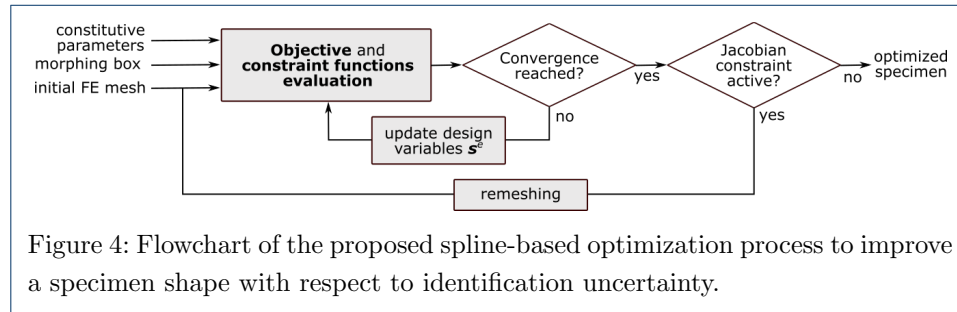 constitutive
parameters
morphing box
initial FE mesh
Objective and
constraint functions
evaluation
Convergence
reached?
yes
Jacobian
constraint
active?
no
optimized
specimen
no
yes
update design
variables s^e
remeshing
Figure 4: Flowchart of the proposed spline-based optimization process to improve
a specimen shape with respect to identification uncertainty.